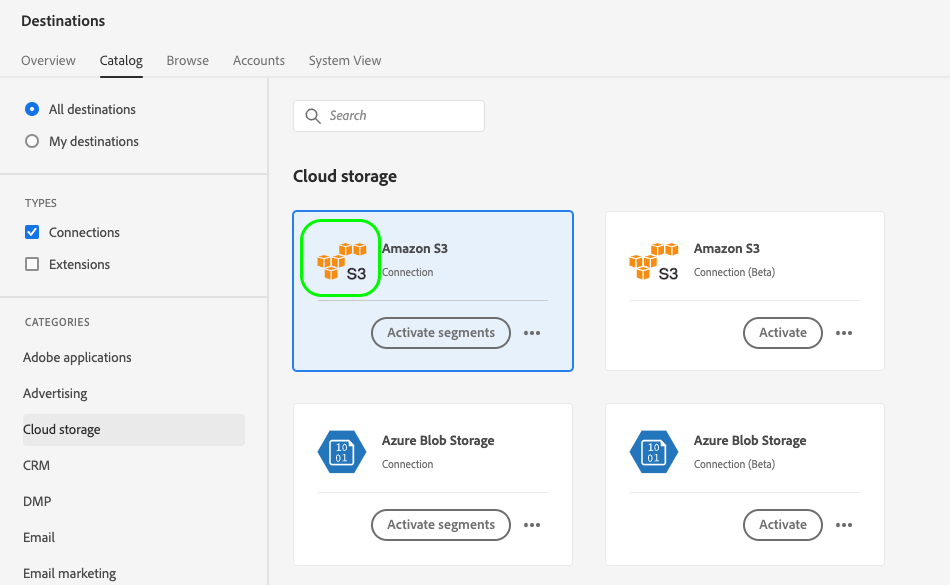 Destinations
Overview Catalog Browse Accounts System View
All destinations
My destinations
TYPES
Connections
Extensions
CATEGORIES
Adobe applications
Advertising
Cloud storage
CRM
DMP
Email
Email marketing
Search
Cloud storage
S3
Amazon S3
Connection
Activate segments
S3
Amazon S3
Connection (Beta)
Activate
10
01
Azure Blob Storage
Connection
Activate segments
10
01
Azure Blob Storage
Connection (Beta)
Activate